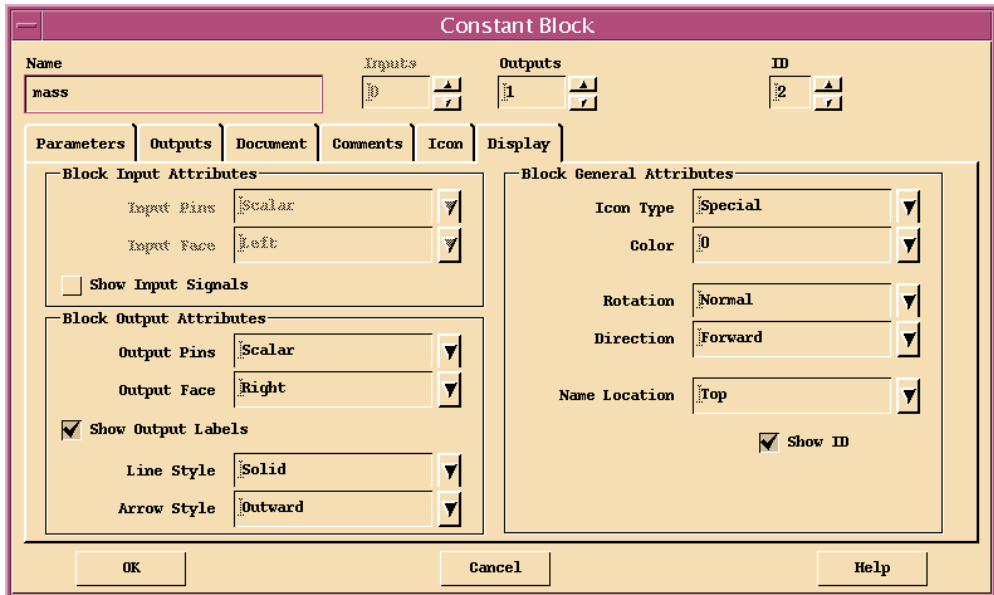 Constant Block
Name Inputs Outputs ID
mass 0 1 2
Parameters Outputs Document Comments Icon Display
Block Input Attributes
Input Pins Scalar
Input Face Left
Show Input Signals
Block Output Attributes
Output Pins Scalar
Output Face Right
Show Output Labels
Line Style Solid
Arrow Style Outward
Block General Attributes
Icon Type Special
Color 0
Rotation Normal
Direction Forward
Name Location Top
Show ID
OK Cancel Help